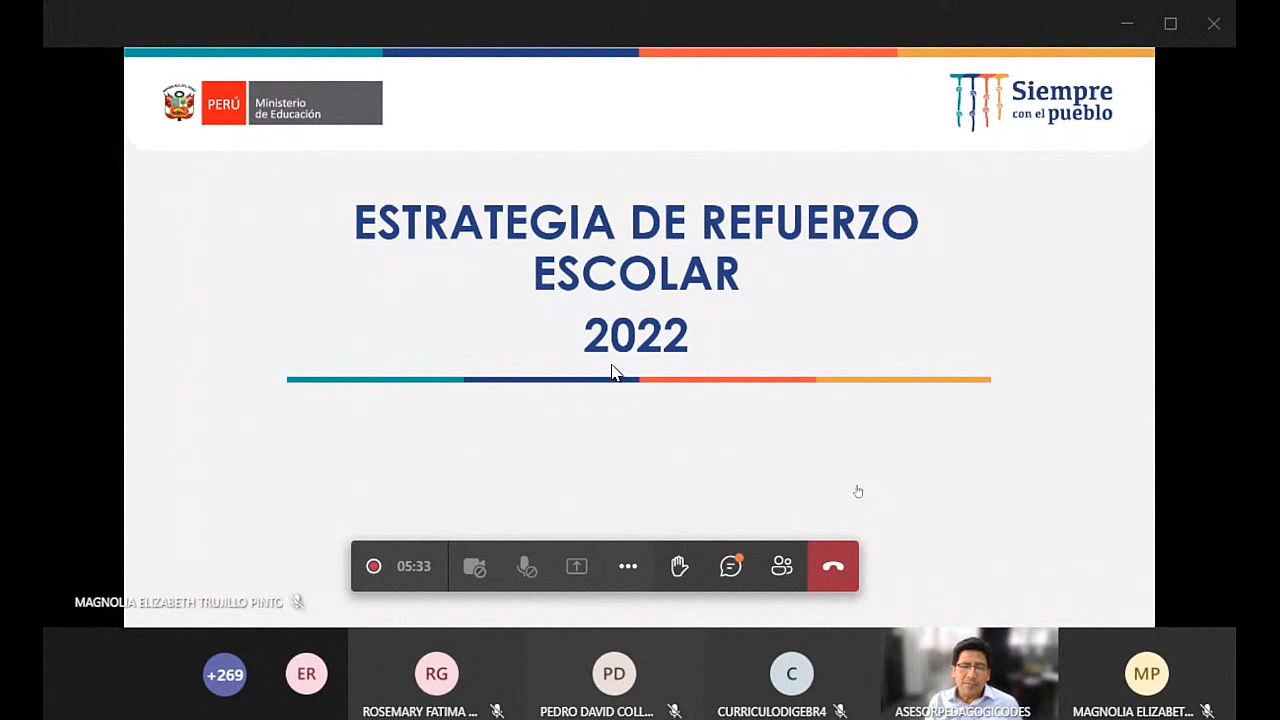 PERÚ
Ministerio
de Educación
Siempre
con el pueblo
ESTRATEGIA DE REFUERZO
ESCOLAR
2022
05:33
MAGNOLIA ELIZABETH TRUJILLO PINTO
+269
ER
RG
PD
C
MP
ROSEMARY FATIMA ...
PEDRO DAVID COLL...
CURRICULODIGEBR4
ASESORPEDAGOGICODES
MAGNOLIA ELIZABET...